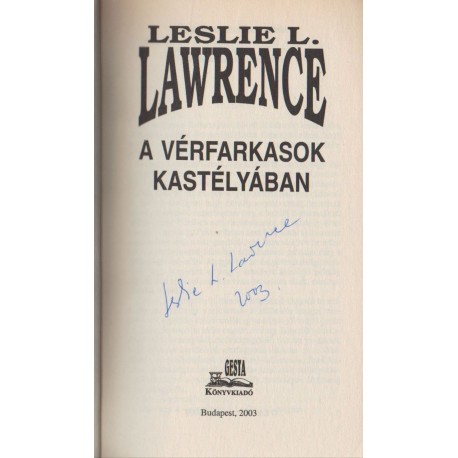 LESLIE L.
LAWRENCE
A VÉRFARKASOK
KASTÉLYÁBAN
Leslie L. Lawrence
2003.
GESTA
KÖNYVKIADÓ
Budapest, 2003